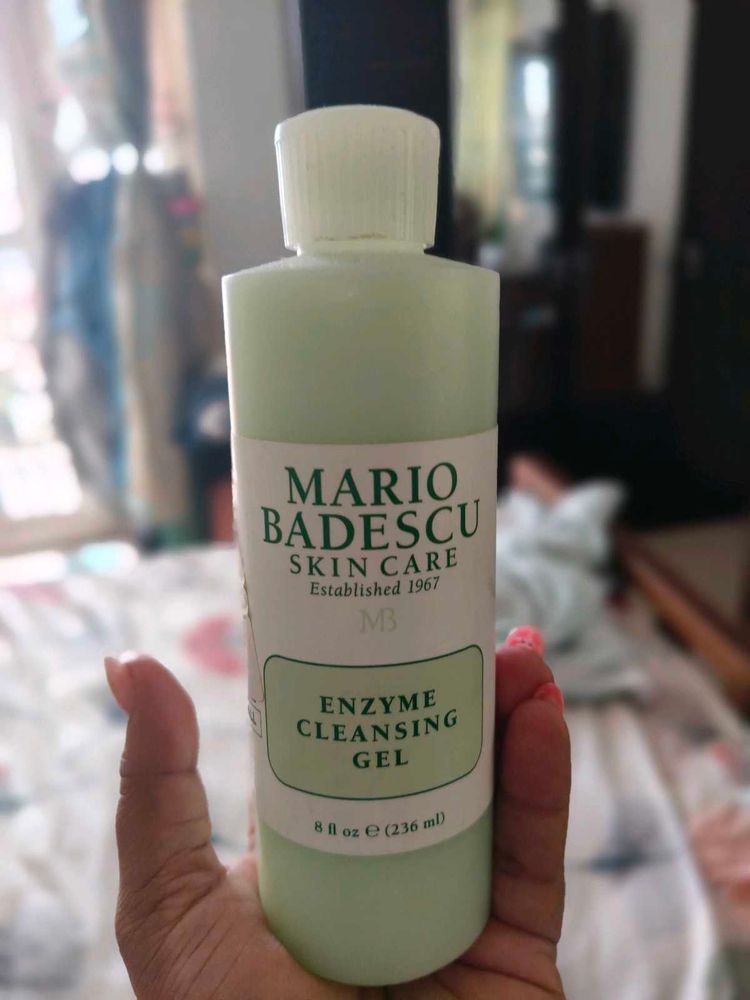 MARIO
BADESCU
SKIN CARE
Established 1967
MB
ENZYME
CLEANSING
GEL
8 fl oz ℮ (236 ml)